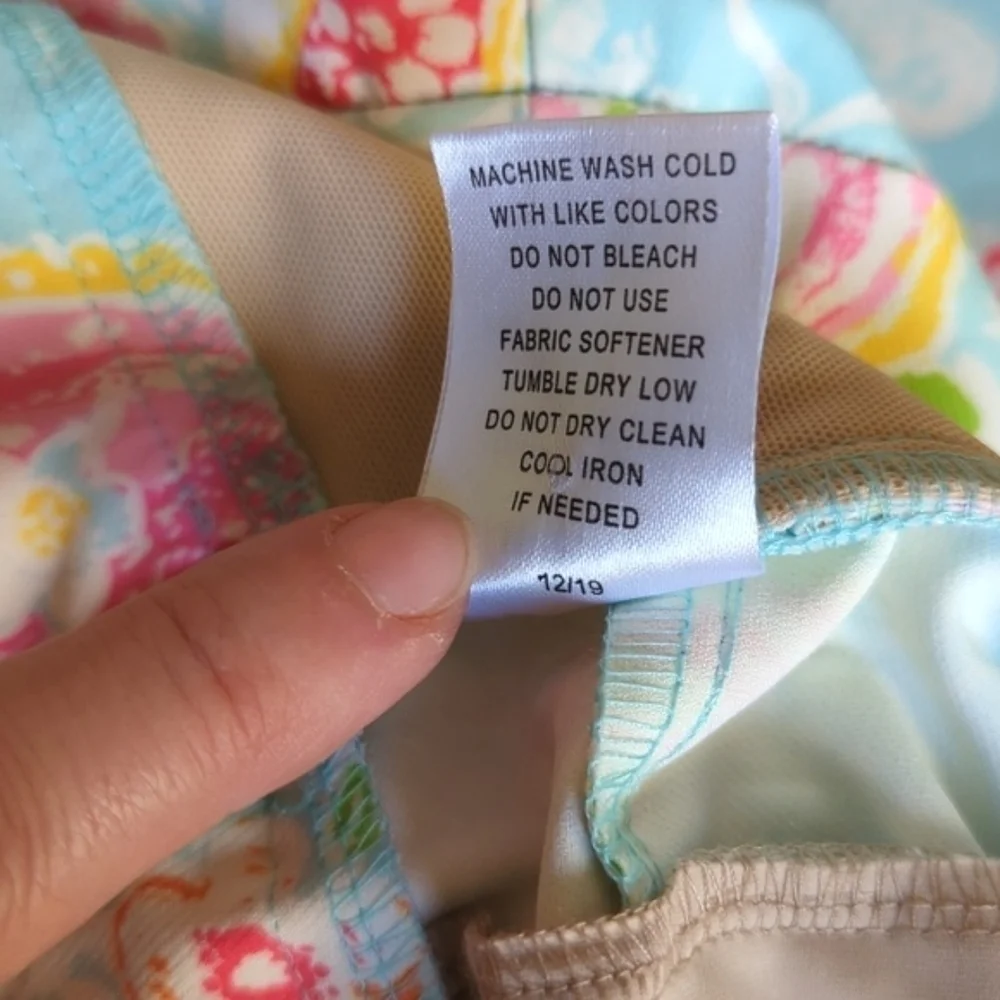 MACHINE WASH COLD
WITH LIKE COLORS
DO NOT BLEACH
DO NOT USE
FABRIC SOFTENER
TUMBLE DRY LOW
DO NOT DRY CLEAN
COOL IRON
IF NEEDED
12/19